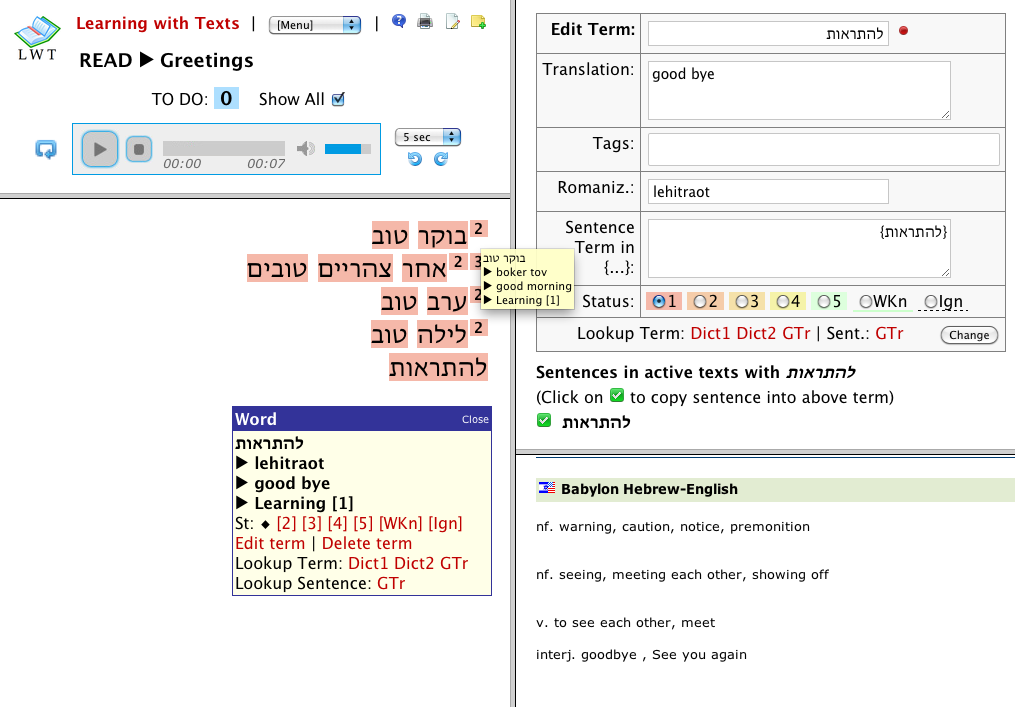 LWT
Learning with Texts | [Menu] |
READ ▶ Greetings
TO DO: 0 Show All
00:00 00:07
5 sec
בוקר טוב 2
אחר צהריים טובים 2 3
ערב טוב 2
לילה טוב 2
להתראות
בוקר טוב
▶ boker tov
▶ good morning
▶ Learning [1]
Word Close
להתראות
▶ lehitraot
▶ good bye
▶ Learning [1]
St: ◆ [2] [3] [4] [5] [WKn] [Ign]
Edit term | Delete term
Lookup Term: Dict1 Dict2 GTr
Lookup Sentence: GTr
Edit Term: להתראות
Translation: good bye
Tags:
Romaniz.: lehitraot
Sentence
Term in
{...}:
{להתראות}
Status: 1 2 3 4 5 WKn Ign
Lookup Term: Dict1 Dict2 GTr | Sent.: GTr Change
Sentences in active texts with להתראות
(Click on ✅ to copy sentence into above term)
✅ להתראות
Babylon Hebrew-English
nf. warning, caution, notice, premonition
nf. seeing, meeting each other, showing off
v. to see each other, meet
interj. goodbye , See you again